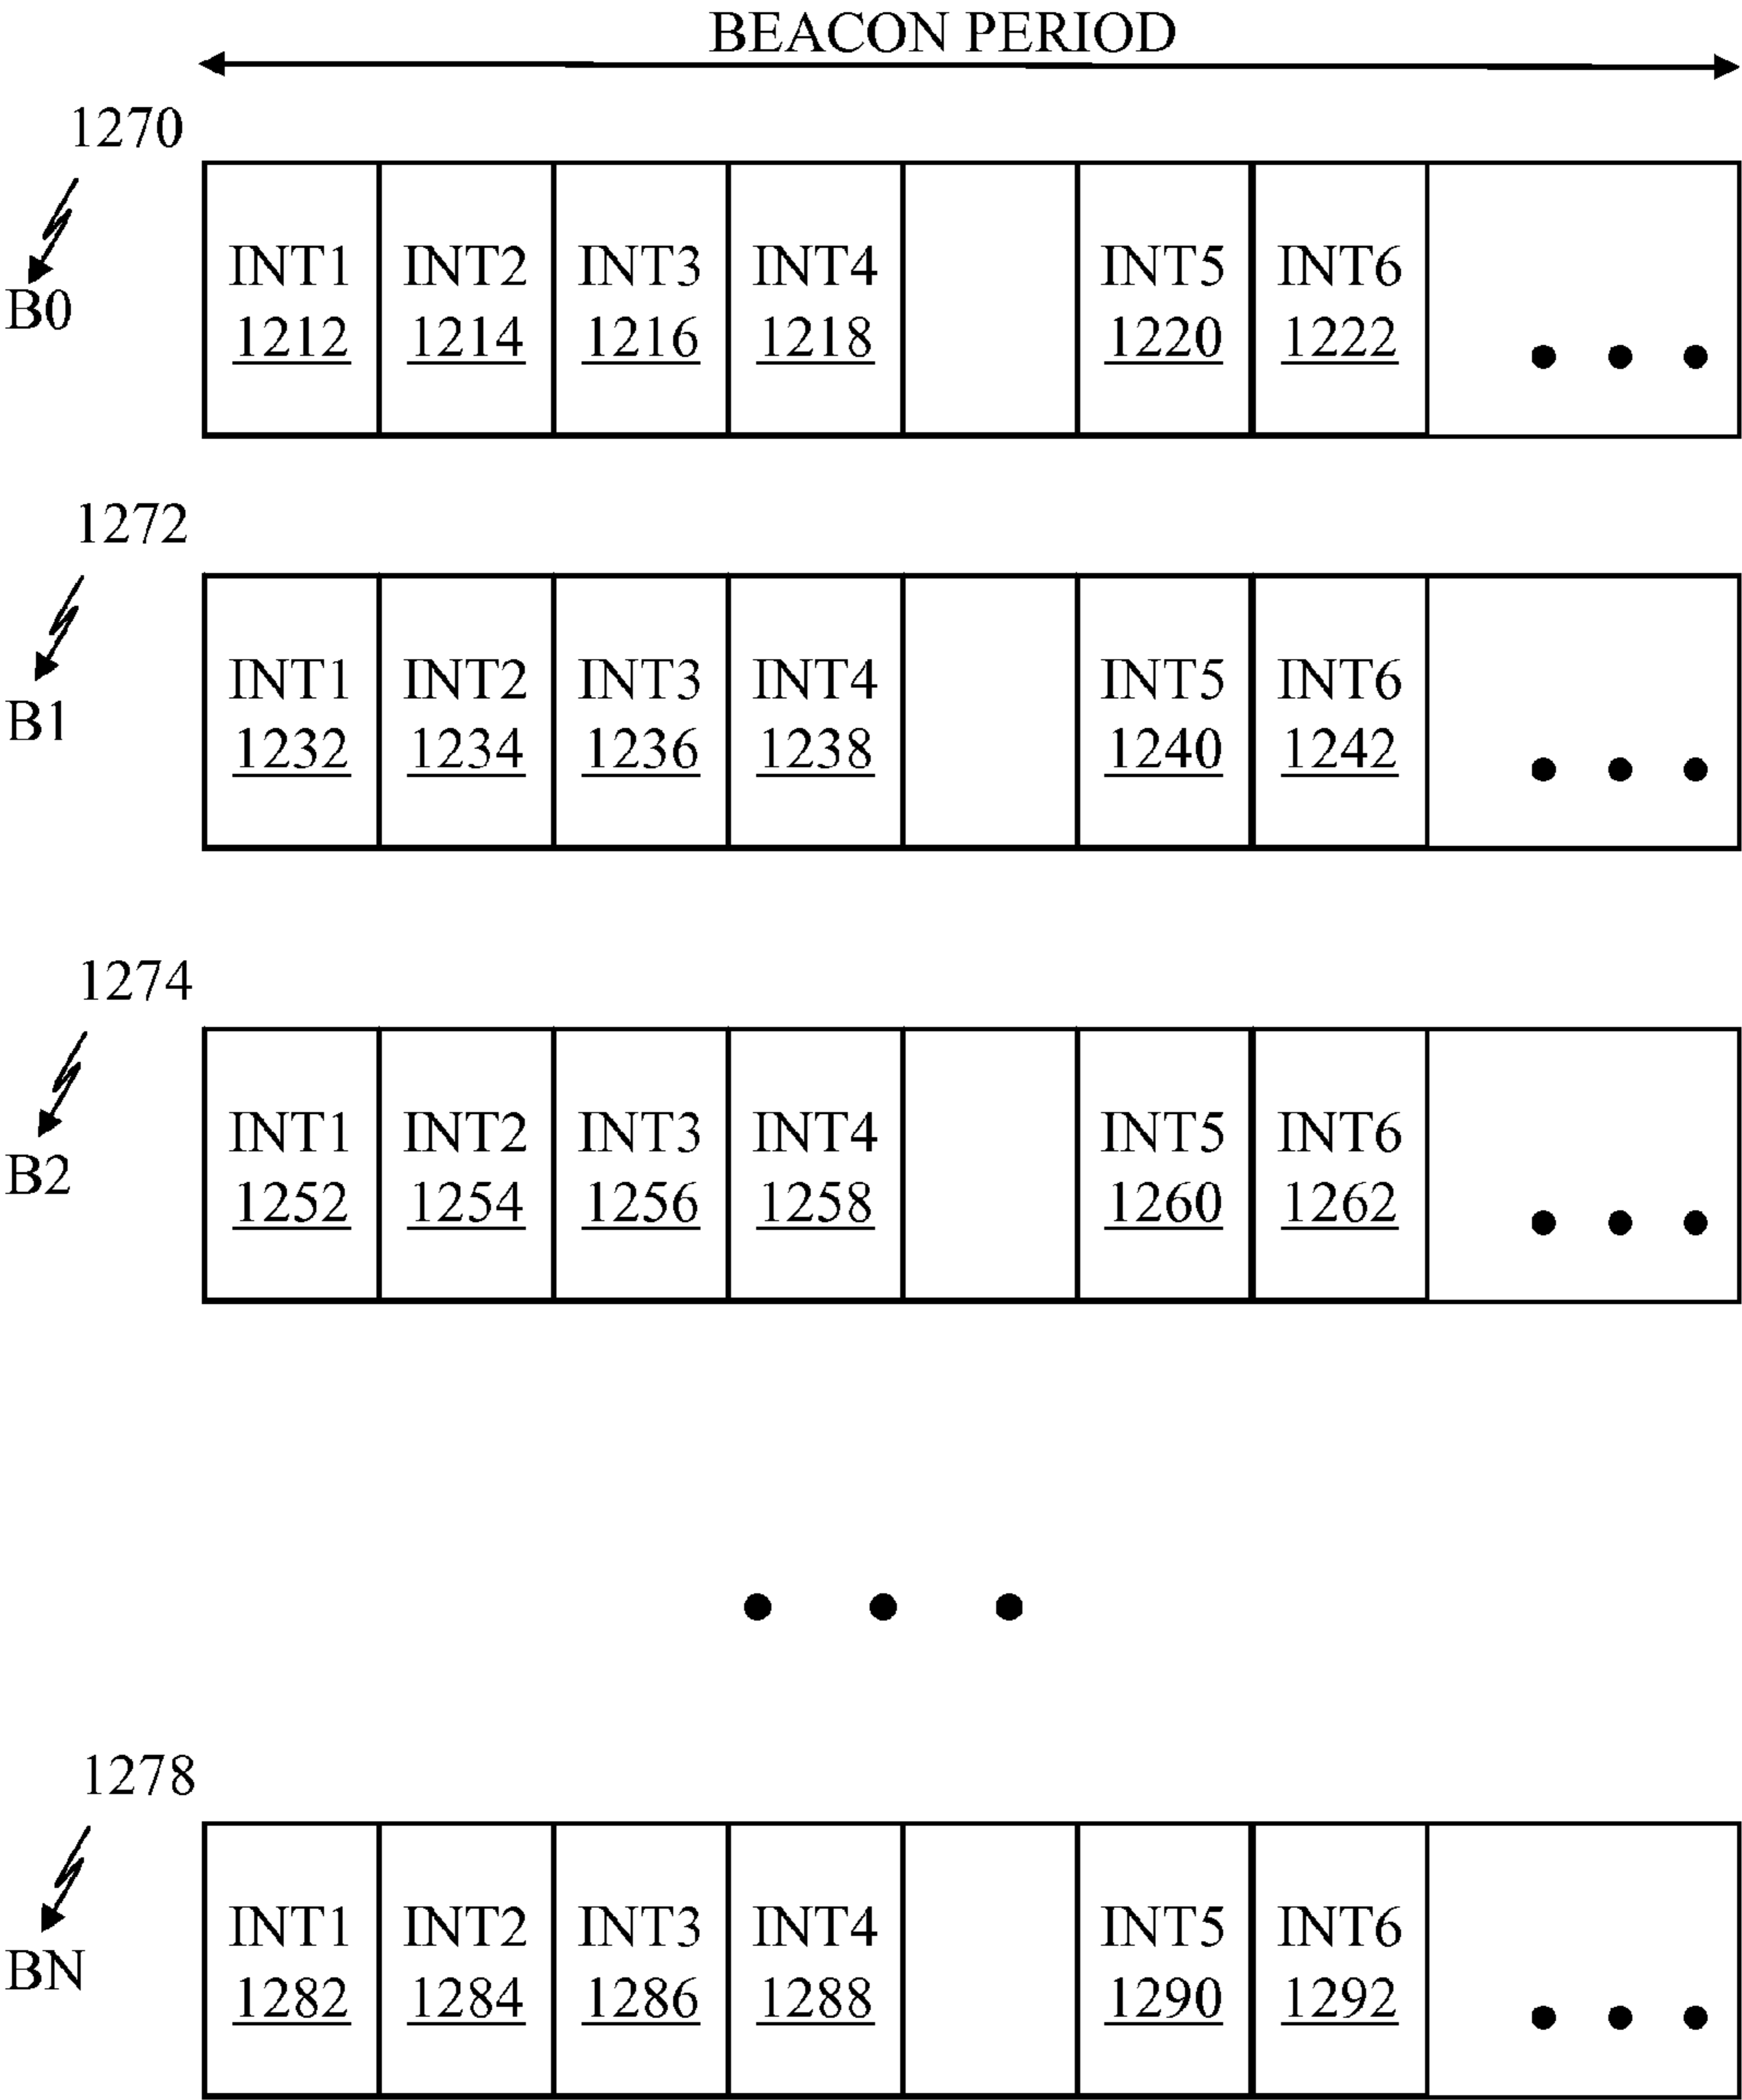 BEACON PERIOD
1270
B0
INT1 INT2 INT3 INT4 INT5 INT6
1212 1214 1216 1218 1220 1222
1272
B1
INT1 INT2 INT3 INT4 INT5 INT6
1232 1234 1236 1238 1240 1242
1274
B2
INT1 INT2 INT3 INT4 INT5 INT6
1252 1254 1256 1258 1260 1262
1278
BN
INT1 INT2 INT3 INT4 INT5 INT6
1282 1284 1286 1288 1290 1292